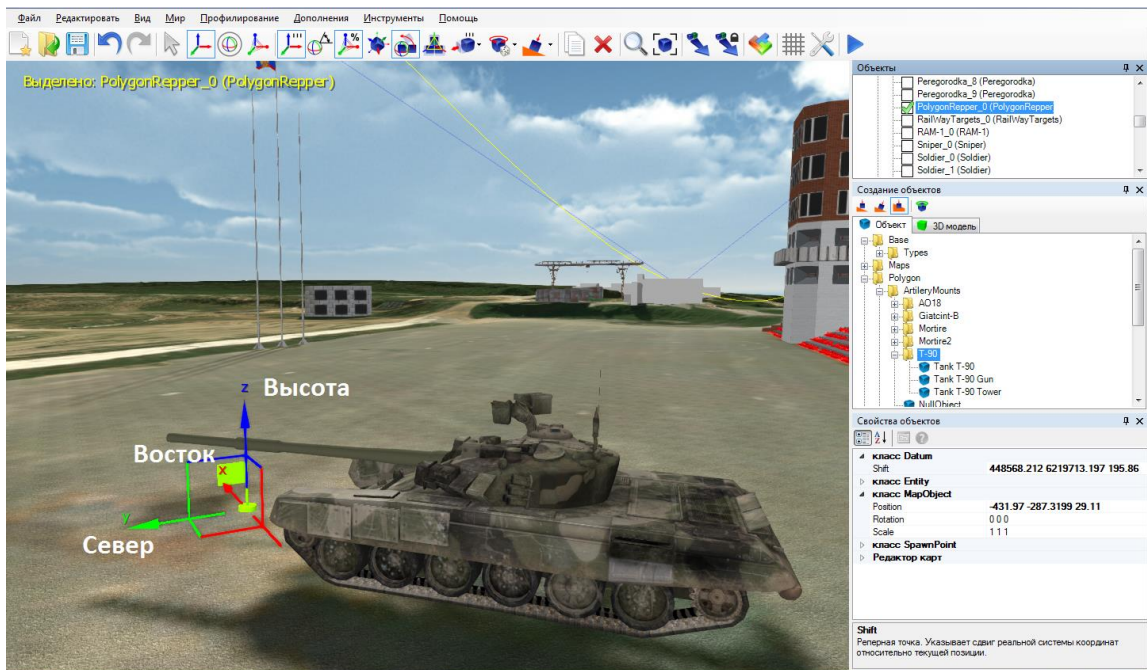 Файл Редактировать Вид Мир Профилирование Дополнения Инструменты Помощь
Выделено: PolygonRepper_0 (PolygonRepper)
z Высота
Восток
x
y
Север
Объекты
Peregorodka_8 (Peregorodka)
Peregorodka_9 (Peregorodka)
PolygonRepper_0 (PolygonRepper
RailWayTargets_0 (RailWayTargets)
RAM-1_0 (RAM-1)
Sniper_0 (Sniper)
Soldier_0 (Soldier)
Soldier_1 (Soldier)
Создание объектов
Объект 3D модель
Base
Types
Maps
Polygon
ArtileryMounts
AO18
Giatcint-B
Mortire
Mortire2
T-90
Tank T-90
Tank T-90 Gun
Tank T-90 Tower
NullObject
Свойства объектов
класс Datum
Shift 448568.212 6219713.197 195.86
класс Entity
класс MapObject
Position -431.97 -287.3199 29.11
Rotation 0 0 0
Scale 1 1 1
класс SpawnPoint
Редактор карт
Shift
Реперная точка. Указывает сдвиг реальной системы координат
относительно текущей позиции.